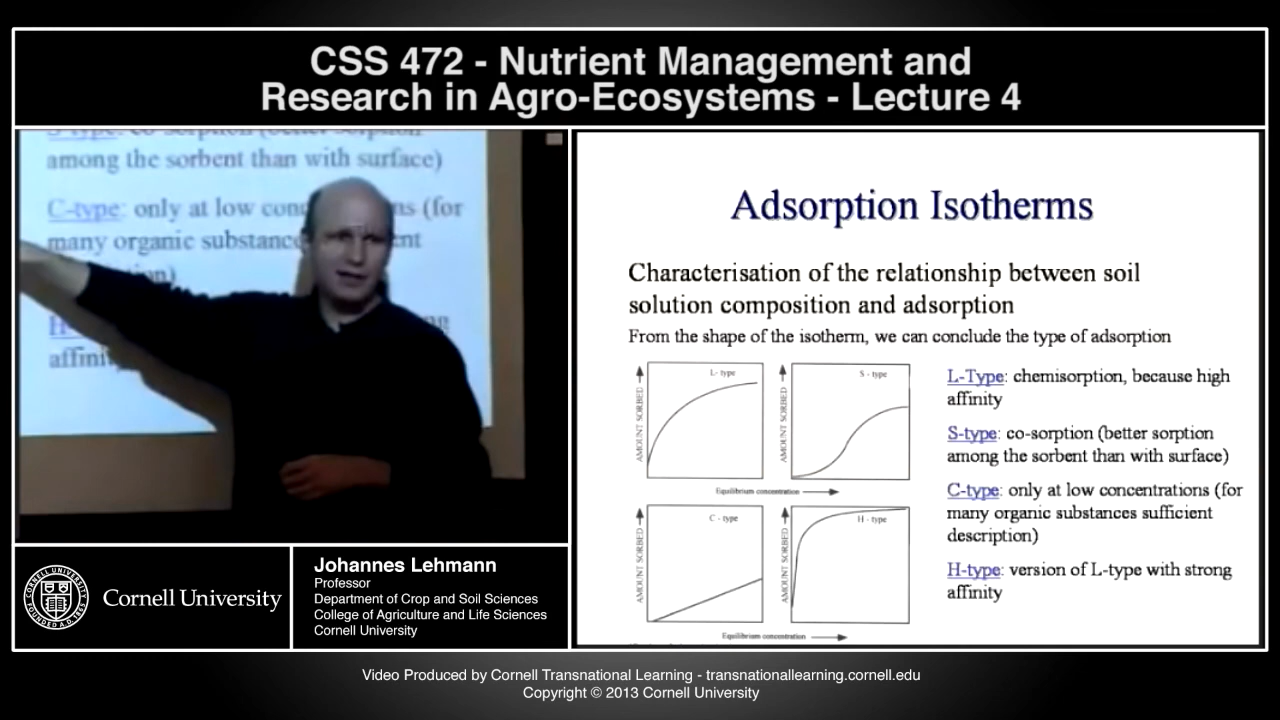 CSS 472 - Nutrient Management and
Research in Agro-Ecosystems - Lecture 4
among the sorbent than with surface)
C-type: only at low
(for
many organic
affinity
Adsorption Isotherms
Characterisation of the relationship between soil
solution composition and adsorption
From the shape of the isotherm, we can conclude the type of adsorption
AMOUNT SORBED
L- type
AMOUNT SORBED
S - type
Equilibrium concentration
AMOUNT SORBED
C - type
AMOUNT SORBED
H - type
Equilibrium concentration
L-Type: chemisorption, because high
affinity
S-type: co-sorption (better sorption
among the sorbent than with surface)
C-type: only at low concentrations (for
many organic substances sufficient
description)
H-type: version of L-type with strong
affinity
Cornell University
Johannes Lehmann
Professor
Department of Crop and Soil Sciences
College of Agriculture and Life Sciences
Cornell University
Video Produced by Cornell Transnational Learning - transnationallearning.cornell.edu
Copyright © 2013 Cornell University